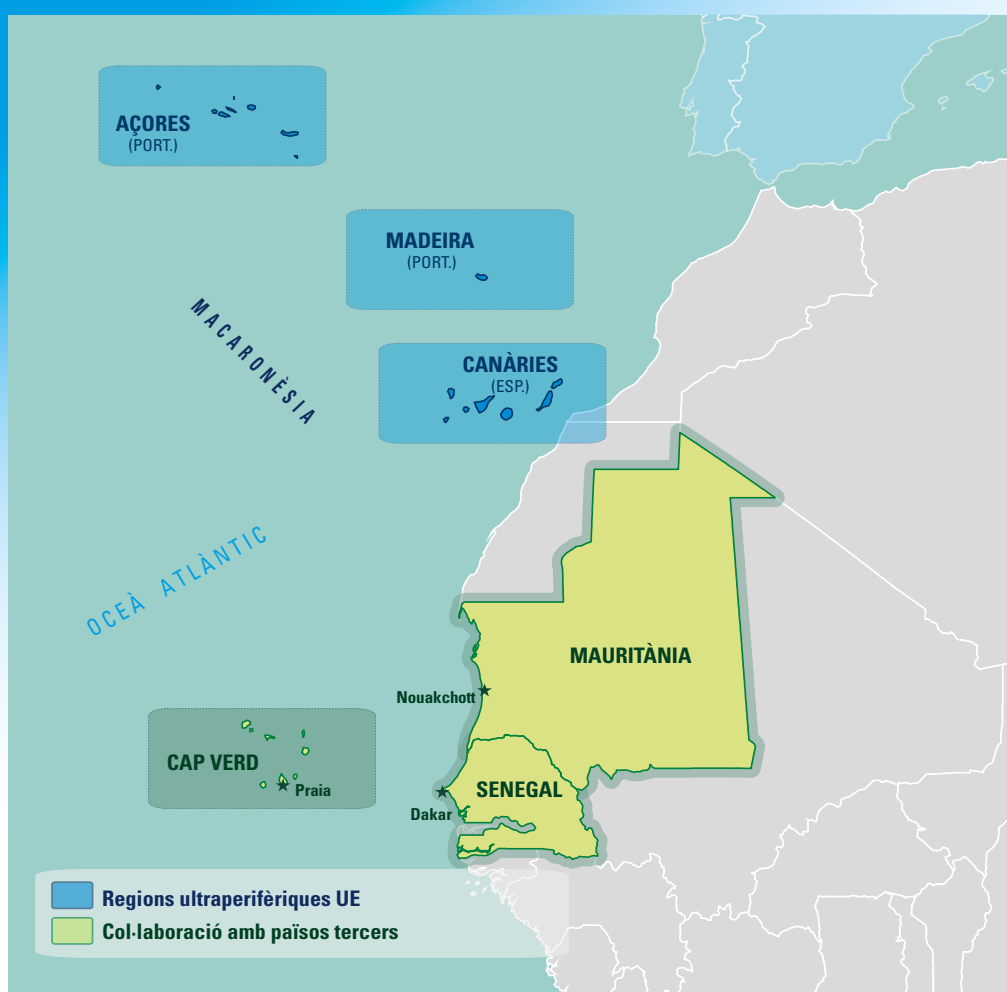 AÇORES
(PORT.)
MADEIRA
(PORT.)
MACARONÈSIA
CANÀRIES
(ESP.)
OCEÀ ATLÀNTIC
MAURITÀNIA
Nouakchott
CAP VERD
Praia
SENEGAL
Dakar
Regions ultraperifèriques UE
Col·laboració amb països tercers